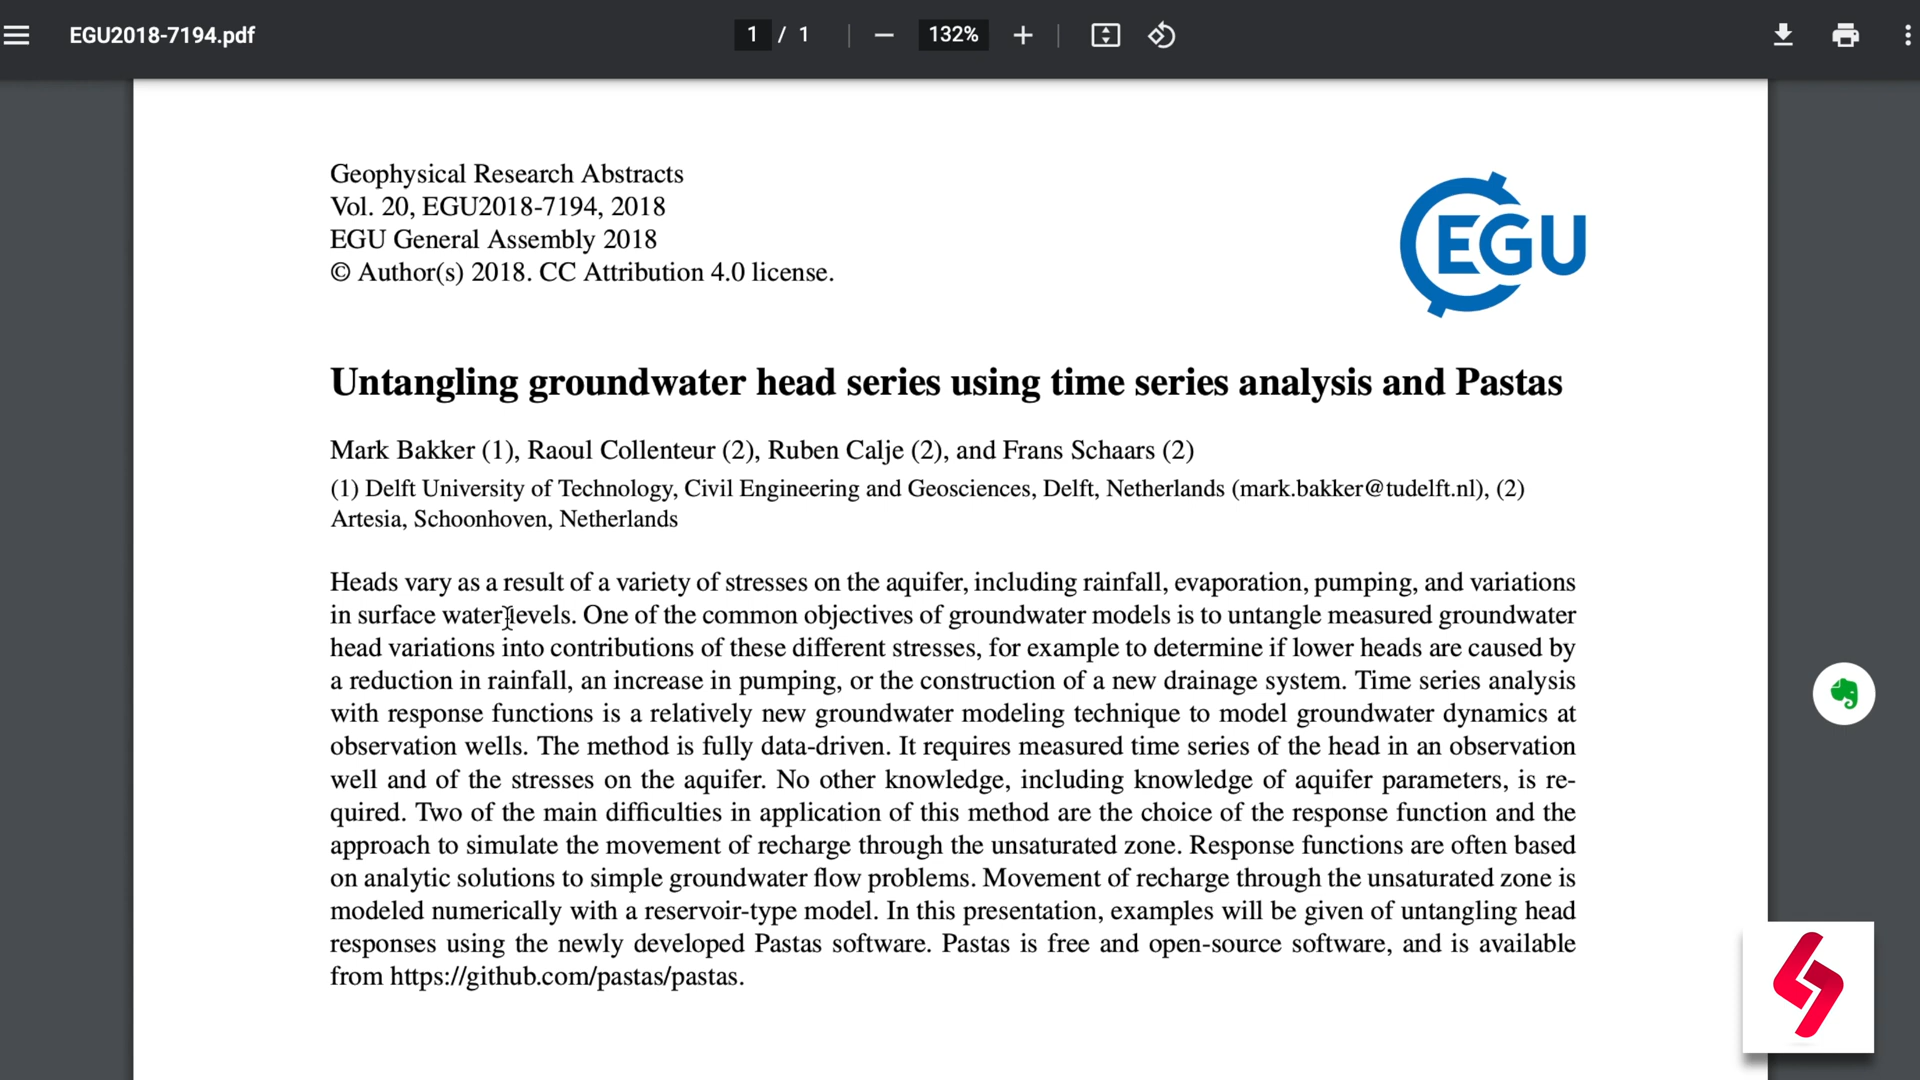 EGU2018-7194.pdf
1 / 1
132%
Geophysical Research Abstracts
Vol. 20, EGU2018-7194, 2018
EGU General Assembly 2018
© Author(s) 2018. CC Attribution 4.0 license.
EGU
Untangling groundwater head series using time series analysis and Pastas
Mark Bakker (1), Raoul Collenteur (2), Ruben Calje (2), and Frans Schaars (2)
(1) Delft University of Technology, Civil Engineering and Geosciences, Delft, Netherlands (mark.bakker@tudelft.nl), (2)
Artesia, Schoonhoven, Netherlands
Heads vary as a result of a variety of stresses on the aquifer, including rainfall, evaporation, pumping, and variations
in surface water levels. One of the common objectives of groundwater models is to untangle measured groundwater
head variations into contributions of these different stresses, for example to determine if lower heads are caused by
a reduction in rainfall, an increase in pumping, or the construction of a new drainage system. Time series analysis
with response functions is a relatively new groundwater modeling technique to model groundwater dynamics at
observation wells. The method is fully data-driven. It requires measured time series of the head in an observation
well and of the stresses on the aquifer. No other knowledge, including knowledge of aquifer parameters, is re-
quired. Two of the main difficulties in application of this method are the choice of the response function and the
approach to simulate the movement of recharge through the unsaturated zone. Response functions are often based
on analytic solutions to simple groundwater flow problems. Movement of recharge through the unsaturated zone is
modeled numerically with a reservoir-type model. In this presentation, examples will be given of untangling head
responses using the newly developed Pastas software. Pastas is free and open-source software, and is available
from https://github.com/pastas/pastas.